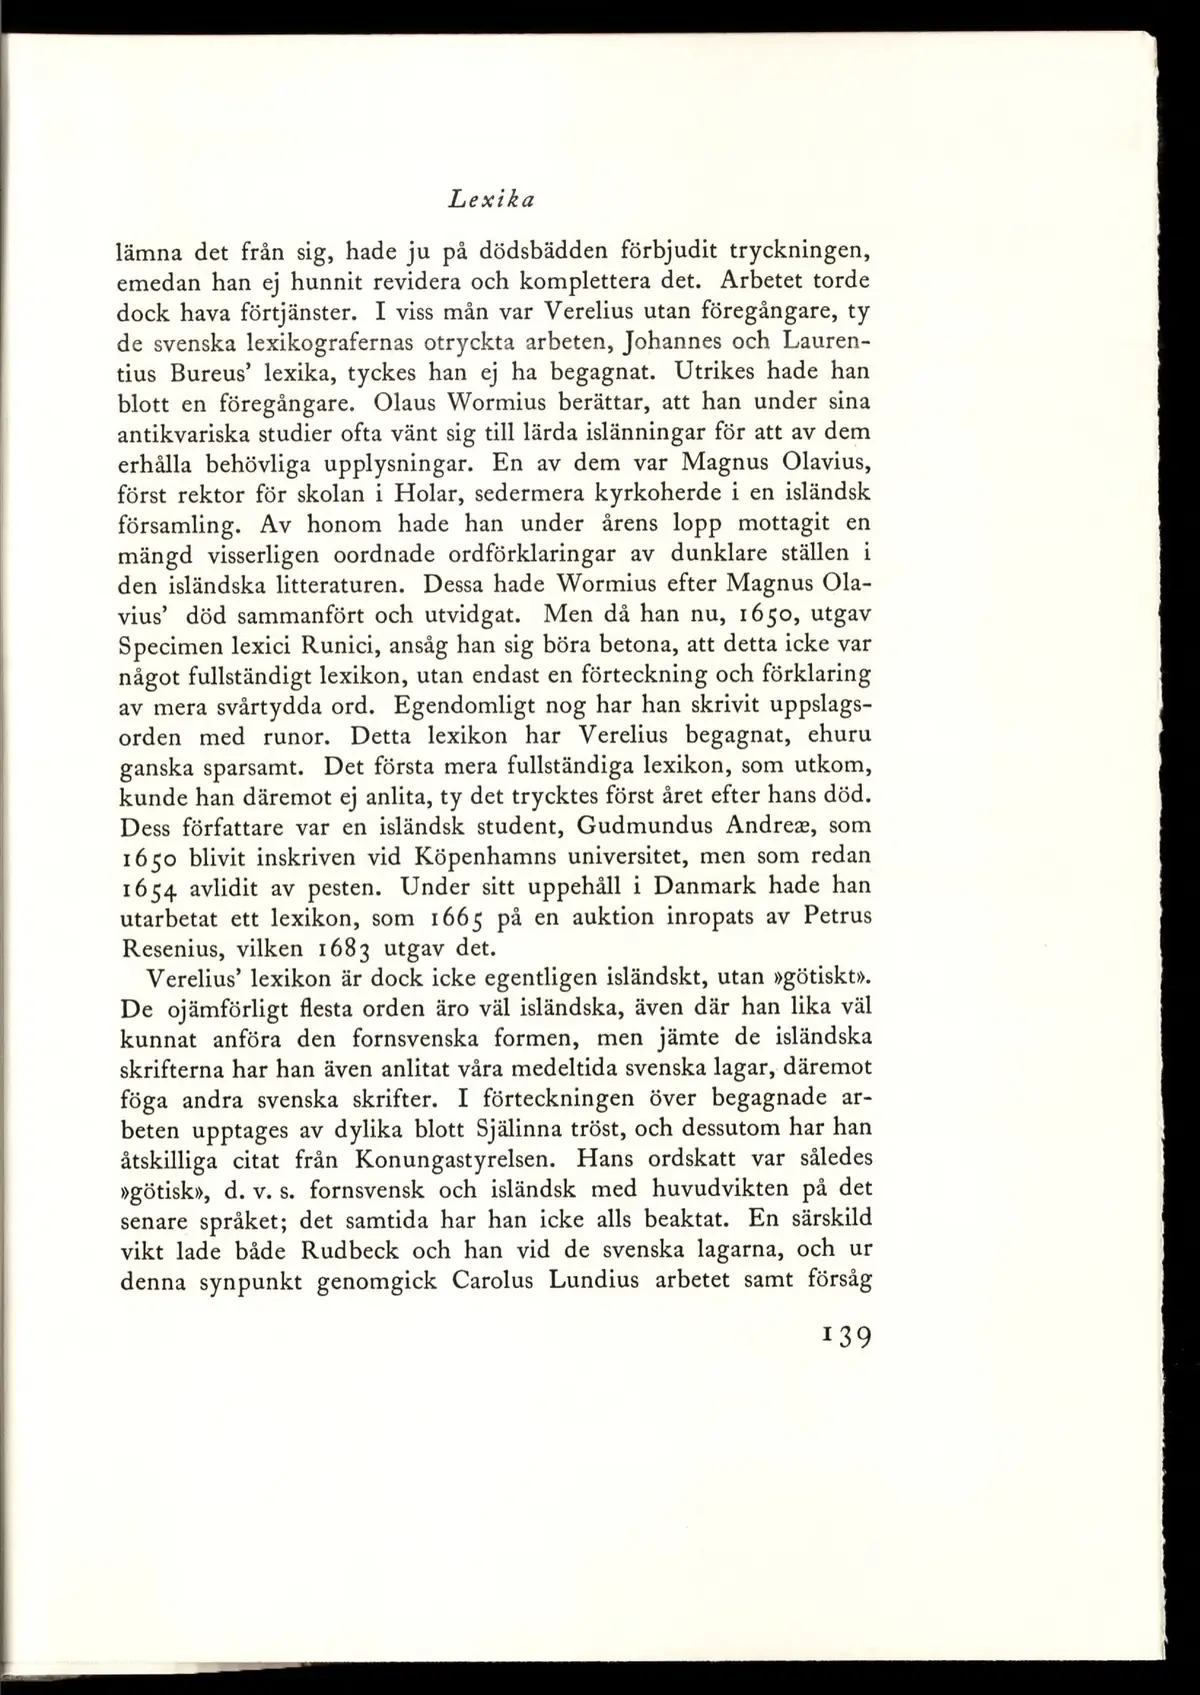 Lexika
lämna det från sig, hade ju på dödsbädden förbjudit tryckningen,
emedan han ej hunnit revidera och komplettera det. Arbetet torde
dock hava förtjänster. I viss mån var Verelius utan föregångare, ty
de svenska lexikografernas otryckta arbeten, Johannes och Lauren-
tius Bureus’ lexika, tyckes han ej ha begagnat. Utrikes hade han
blott en föregångare. Olaus Wormius berättar, att han under sina
antikvariska studier ofta vänt sig till lärda islänningar för att av dem
erhålla behövliga upplysningar. En av dem var Magnus Olavius,
först rektor för skolan i Holar, sedermera kyrkoherde i en isländsk
församling. Av honom hade han under årens lopp mottagit en
mängd visserligen oordnade ordförklaringar av dunklare ställen i
den isländska litteraturen. Dessa hade Wormius efter Magnus Ola-
vius’ död sammanfört och utvidgat. Men då han nu, 1650, utgav
Specimen lexici Runici, ansåg han sig böra betona, att detta icke var
något fullständigt lexikon, utan endast en förteckning och förklaring
av mera svårtydda ord. Egendomligt nog har han skrivit uppslags-
orden med runor. Detta lexikon har Verelius begagnat, ehuru
ganska sparsamt. Det första mera fullständiga lexikon, som utkom,
kunde han däremot ej anlita, ty det trycktes först året efter hans död.
Dess författare var en isländsk student, Gudmundus Andreæ, som
1650 blivit inskriven vid Köpenhamns universitet, men som redan
1654 avlidit av pesten. Under sitt uppehåll i Danmark hade han
utarbetat ett lexikon, som 1665 på en auktion inropats av Petrus
Resenius, vilken 1683 utgav det.
Verelius’ lexikon är dock icke egentligen isländskt, utan »götiskt».
De ojämförligt flesta orden äro väl isländska, även där han lika väl
kunnat anföra den fornsvenska formen, men jämte de isländska
skrifterna har han även anlitat våra medeltida svenska lagar, däremot
föga andra svenska skrifter. I förteckningen över begagnade ar-
beten upptages av dylika blott Själinna tröst, och dessutom har han
åtskilliga citat från Konungastyrelsen. Hans ordskatt var således
»götisk», d. v. s. fornsvensk och isländsk med huvudvikten på det
senare språket; det samtida har han icke alls beaktat. En särskild
vikt lade både Rudbeck och han vid de svenska lagarna, och ur
denna synpunkt genomgick Carolus Lundius arbetet samt försåg
139